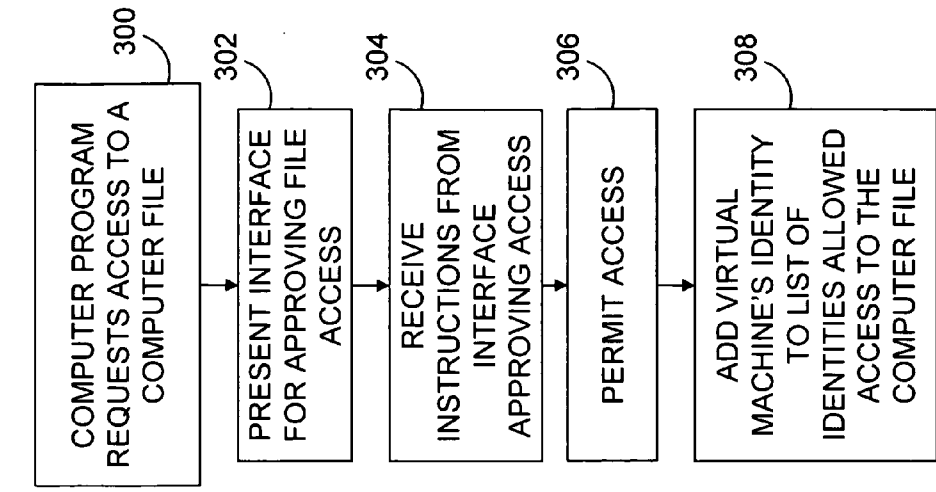 300
COMPUTER PROGRAM
REQUESTS ACCESS TO A
COMPUTER FILE
302
PRESENT INTERFACE
FOR APPROVING FILE
ACCESS
304
RECEIVE
INSTRUCTIONS FROM
INTERFACE
APPROVING ACCESS
306
PERMIT ACCESS
308
ADD VIRTUAL
MACHINE'S IDENTITY
TO LIST OF
IDENTITIES ALLOWED
ACCESS TO THE
COMPUTER FILE